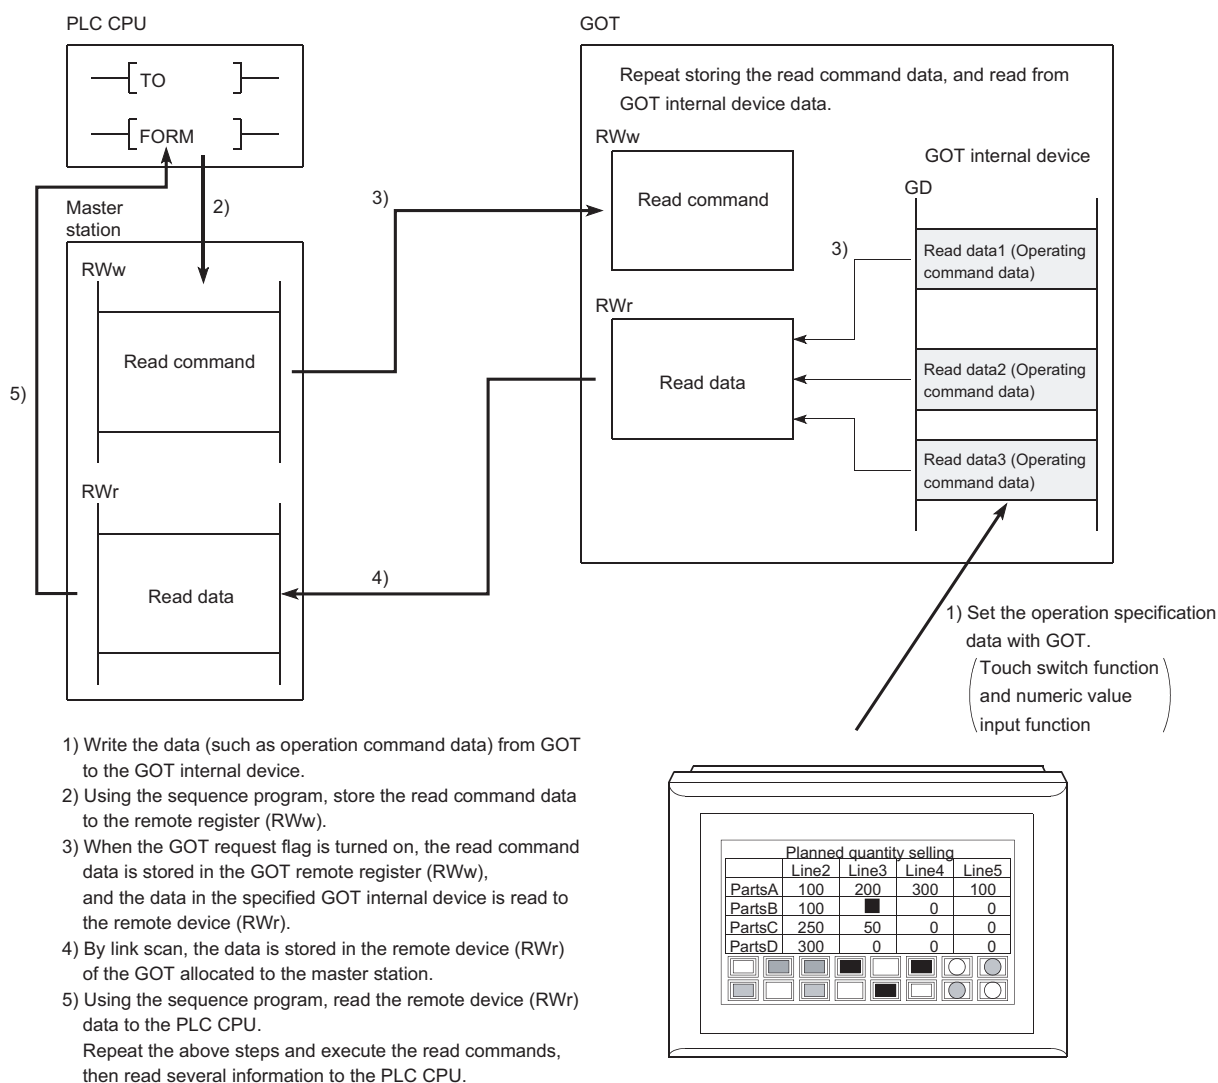 PLC CPU
TO
FORM
2)
Master
station
RWw
Read command
5)
RWr
Read data
3)
4)
GOT
Repeat storing the read command data, and read from
GOT internal device data.
RWw
Read command
GOT internal device
GD
3)
Read data1 (Operating
command data)
RWr
Read data
Read data2 (Operating
command data)
Read data3 (Operating
command data)
1) Set the operation specification
data with GOT.
Touch switch function
and numeric value
input function
1) Write the data (such as operation command data) from GOT
to the GOT internal device.
2) Using the sequence program, store the read command data
to the remote register (RWw).
3) When the GOT request flag is turned on, the read command
data is stored in the GOT remote register (RWw),
and the data in the specified GOT internal device is read to
the remote device (RWr).
4) By link scan, the data is stored in the remote device (RWr)
of the GOT allocated to the master station.
5) Using the sequence program, read the remote device (RWr)
data to the PLC CPU.
Repeat the above steps and execute the read commands,
then read several information to the PLC CPU.
Planned quantity selling
Line2 Line3 Line4 Line5
PartsA 100 200 300 100
PartsB 100 0 0
PartsC 250 50 0 0
PartsD 300 0 0 0